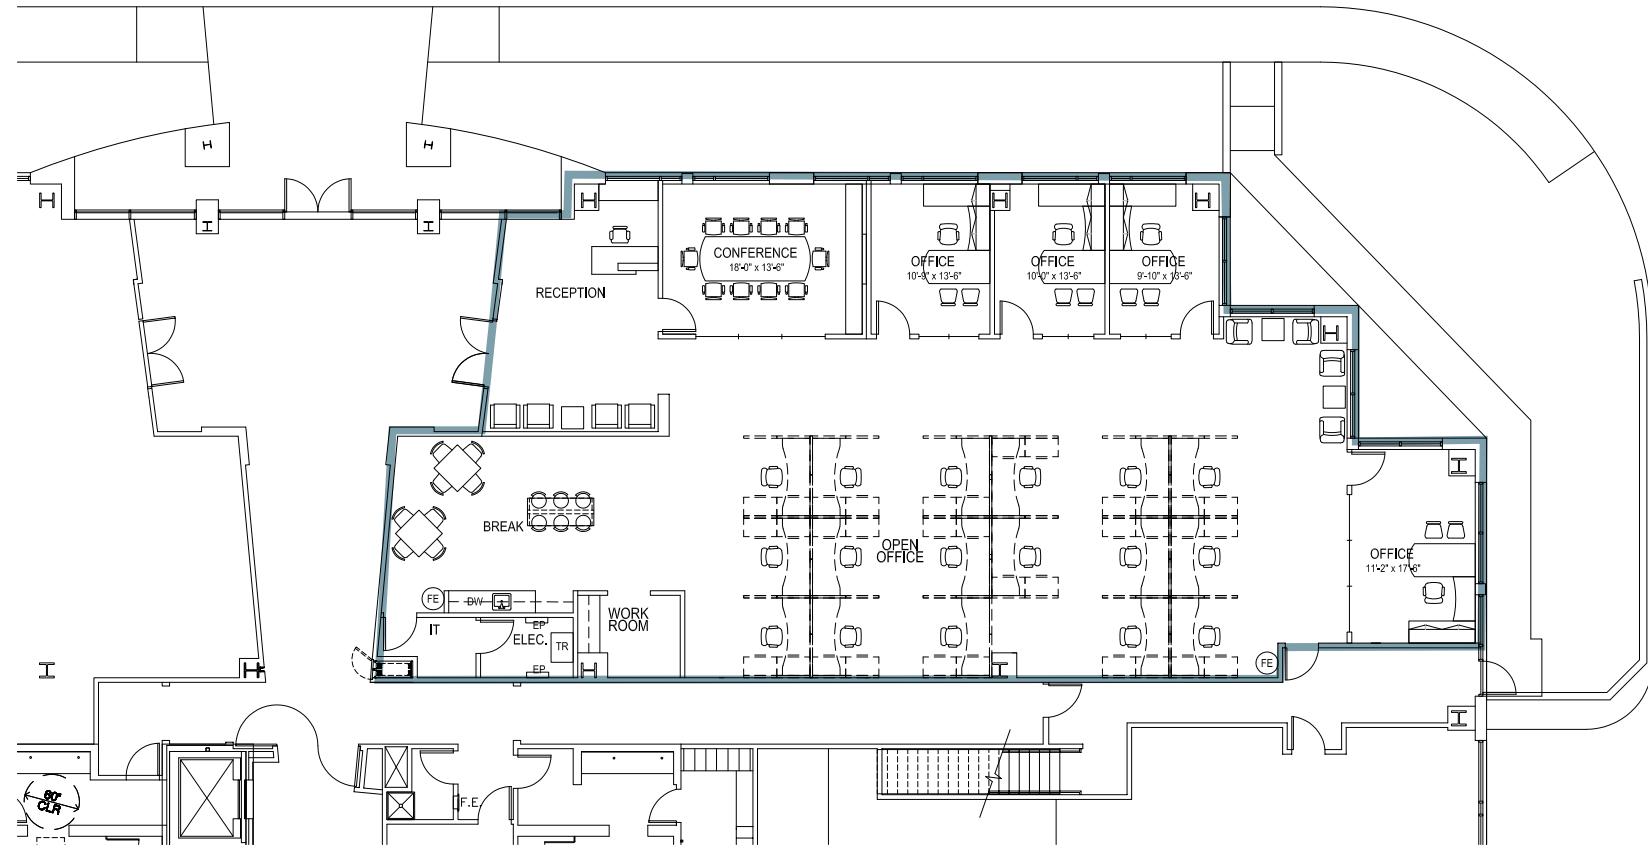 CONFERENCE
18'-0" x 13'-6"
OFFICE
10'-9" x 13'-6"
OFFICE
10'-0" x 13'-6"
OFFICE
9'-10" x 13'-6"
RECEPTION
BREAK
OPEN
OFFICE
OFFICE
11'-2" x 17'-6"
FE
DW
WORK
ROOM
IT
EP
ELEC.
TR
EP
FE
60"
CLR
F.E.